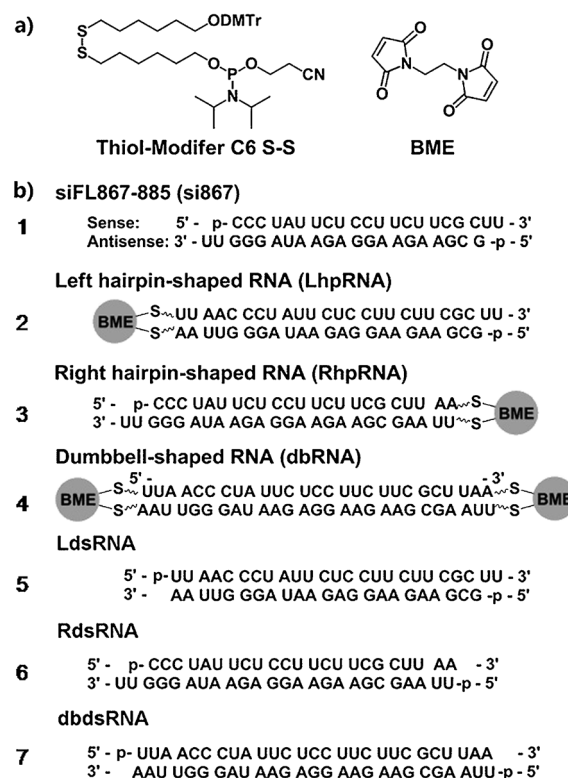 a)
ODMTr
S
S
O P O CN
N
Thiol-Modifer C6 S-S
O
N
O
O
N
O
BME
b) siFL867-885 (si867)
1
Sense: 5' - p- CCC UAU UCU CCU UCU UCG CUU - 3'
Antisense: 3' - UU GGG AUA AGA GGA AGA AGC G -p - 5'
Left hairpin-shaped RNA (LhpRNA)
2
BME
S UU AAC CCU AUU CUC CUU CUU CGC UU - 3'
S AA UUG GGA UAA GAG GAA GAA GCG -p - 5'
Right hairpin-shaped RNA (RhpRNA)
3
5' - p- CCC UAU UCU CCU UCU UCG CUU AA S
3' - UU GGG AUA AGA GGA AGA AGC GAA UU S
BME
Dumbbell-shaped RNA (dbRNA)
4
5' - - 3'
BME
S UUA ACC CUA UUC UCC UUC UUC GCU UAA S
S AAU UGG GAU AAG AGG AAG AAG CGA AUU S
BME
LdsRNA
5
5' - p- UU AAC CCU AUU CUC CUU CUU CGC UU - 3'
3' - AA UUG GGA UAA GAG GAA GAA GCG -p - 5'
RdsRNA
6
5' - p- CCC UAU UCU CCU UCU UCG CUU AA - 3'
3' - UU GGG AUA AGA GGA AGA AGC GAA UU -p - 5'
dbdsRNA
7
5' - p- UUA ACC CUA UUC UCC UUC UUC GCU UAA - 3'
3' - AAU UGG GAU AAG AGG AAG AAG CGA AUU -p - 5'